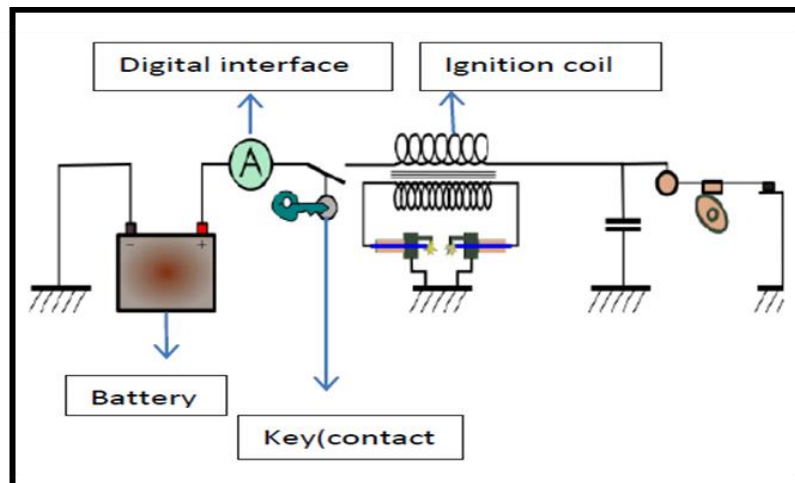 Digital interface
Ignition coil
A
- +
Battery
Key(contact